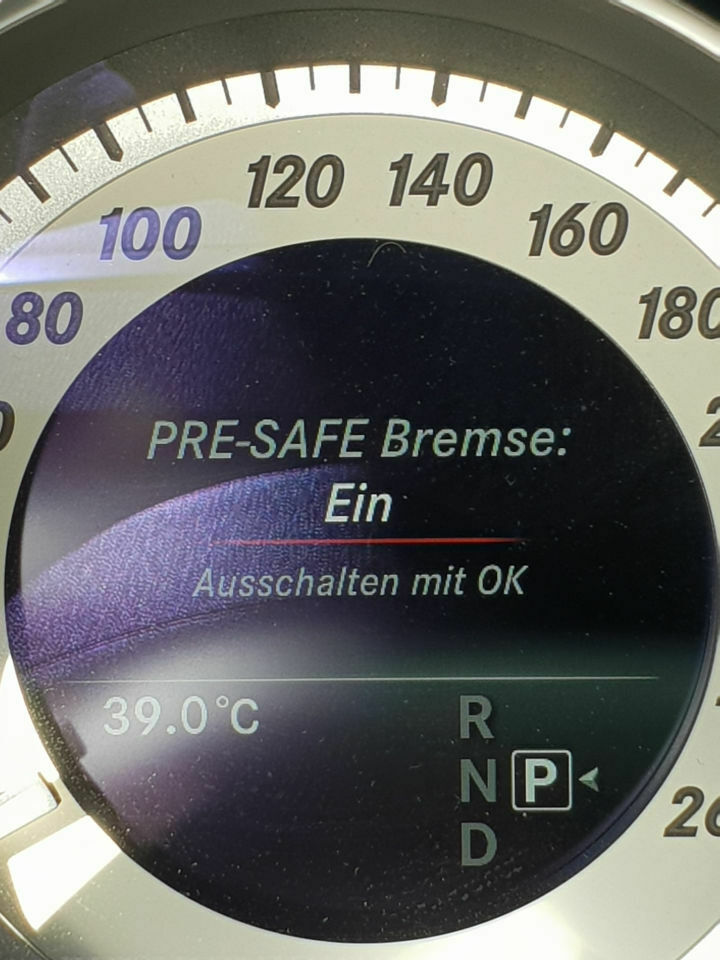 120 140
100 160
80 180
PRE-SAFE Bremse:
Ein
Ausschalten mit OK
39.0°C R
N P
D